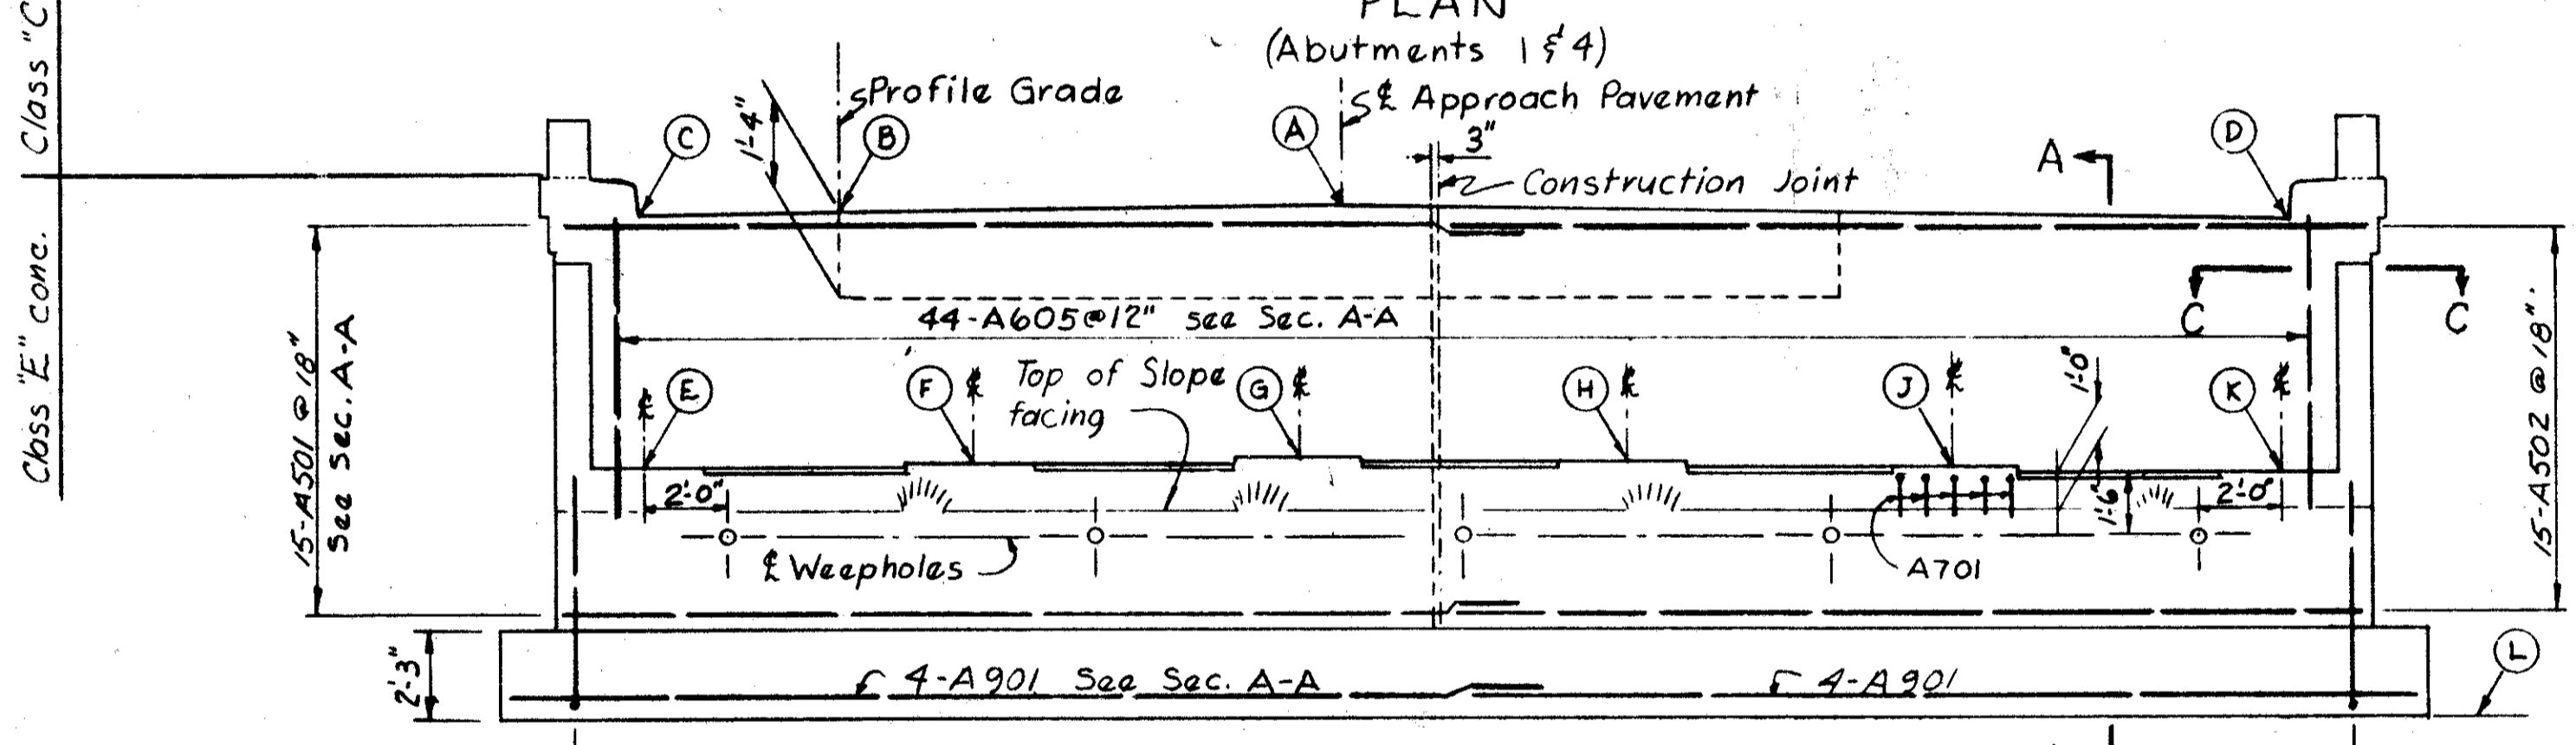 PLAN
(Abutments 1 & 4)
Class "C"
Profile Grade
℄ Approach Pavement
1'-4"
C
B
A
3"
D
A
Construction Joint
Class "E" conc.
44-A605@12" see Sec. A-A
C
C
15-A501 @ 18"
See Sec. A-A
15-A502 @ 18"
℄
E
F
℄
Top of Slope
facing
G
℄
H
℄
J
℄
1'-0"
K
℄
2'-0"
1'-6"
2'-0"
℄ Weepholes
A701
2'-3"
4-A901 See Sec. A-A
4-A901
L